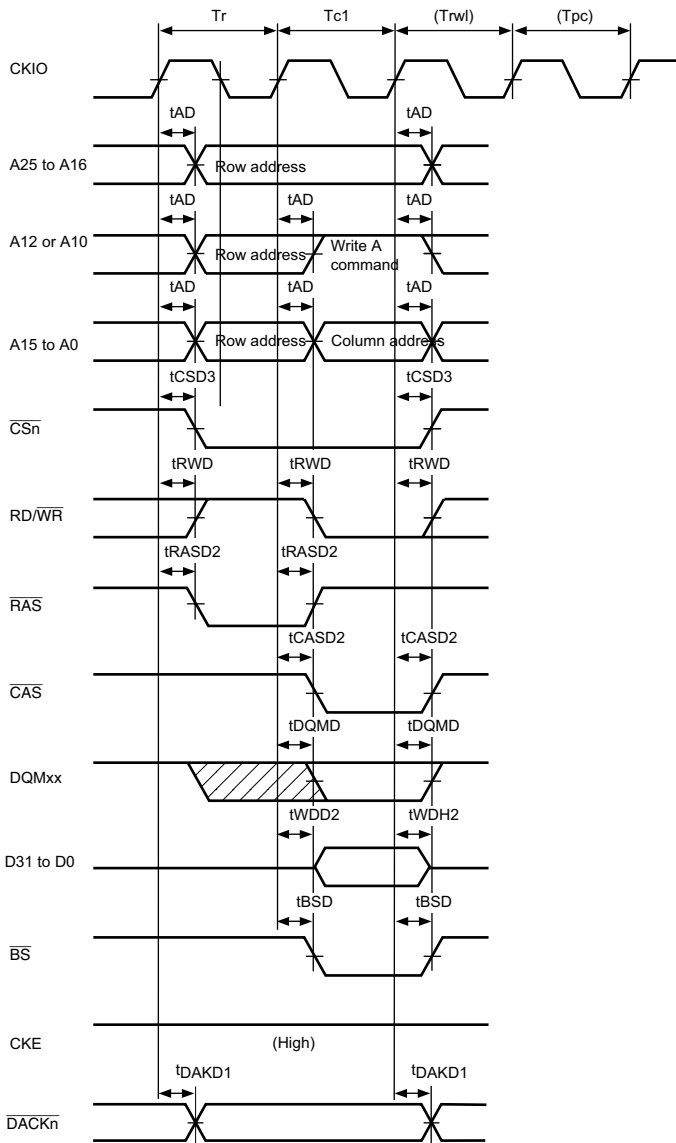 Tr Tc1 (Trwl) (Tpc)
CKIO
tAD tAD
A25 to A16 Row address
tAD tAD tAD
A12 or A10 Row address Write A command
tAD tAD tAD
A15 to A0 Row address Column address
tCSD3 tCSD3
CSn
tRWD tRWD tRWD
RD/WR
tRASD2 tRASD2
RAS
tCASD2 tCASD2
CAS
tDQMD tDQMD
DQMxx
tWDD2 tWDH2
D31 to D0
tBSD tBSD
BS
CKE (High)
tDAKD1 tDAKD1
DACKn